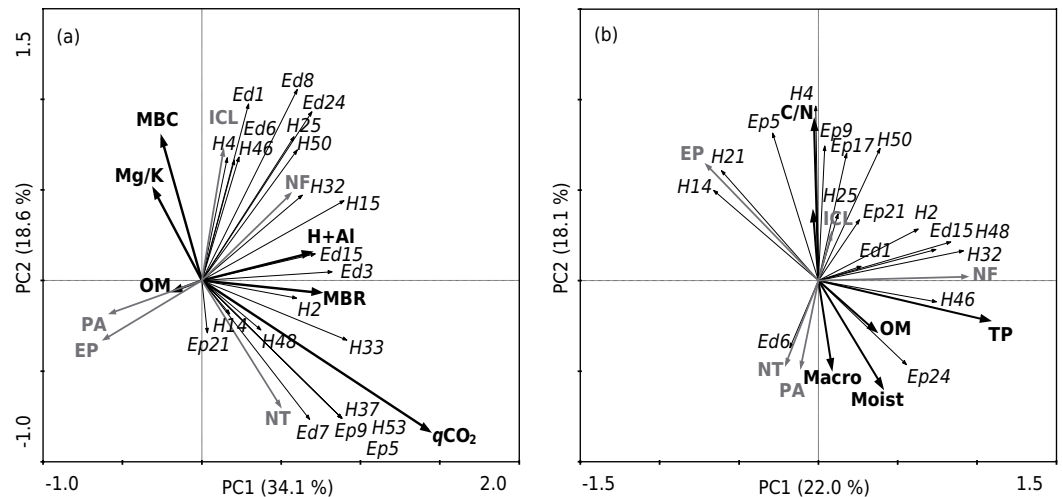 (a)
1.5
Ed8
Ed1
Ed24
MBC
ICL
Ed6
H25
H4
H46
H50
Mg/K
NF
H32
H15
H+Al
Ed15
Ed3
OM
MBR
H2
PA
H14
EP
Ep21
H48
H33
NT
H37
Ed7
Ep9
H53
Ep5
qCO₂
-1.0
PC2 (18.6 %)
-1.0
PC1 (34.1 %)
2.0
(b)
H4
C/N
Ep5
Ep9
Ep17
H50
EP
H21
H14
H25
ICL
Ep21
H2
Ed15
H48
Ed1
H32
NF
H46
OM
TP
Ed6
NT
PA
Macro
Ep24
Moist
PC2 (18.1 %)
-1.5
PC1 (22.0 %)
1.5